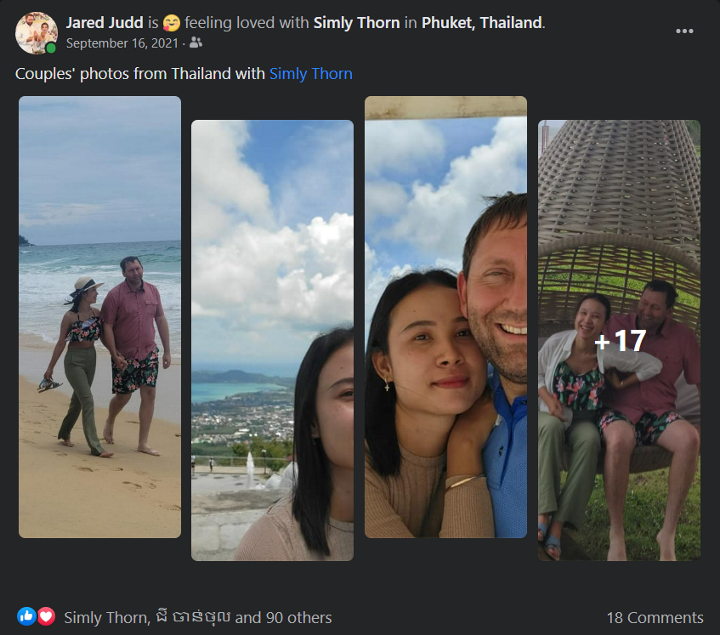 Jared Judd is 🥰 feeling loved with Simly Thorn in Phuket, Thailand.
September 16, 2021 ·
Couples' photos from Thailand with Simly Thorn
+17
Simly Thorn, ជី ចាន់ថុល and 90 others
18 Comments